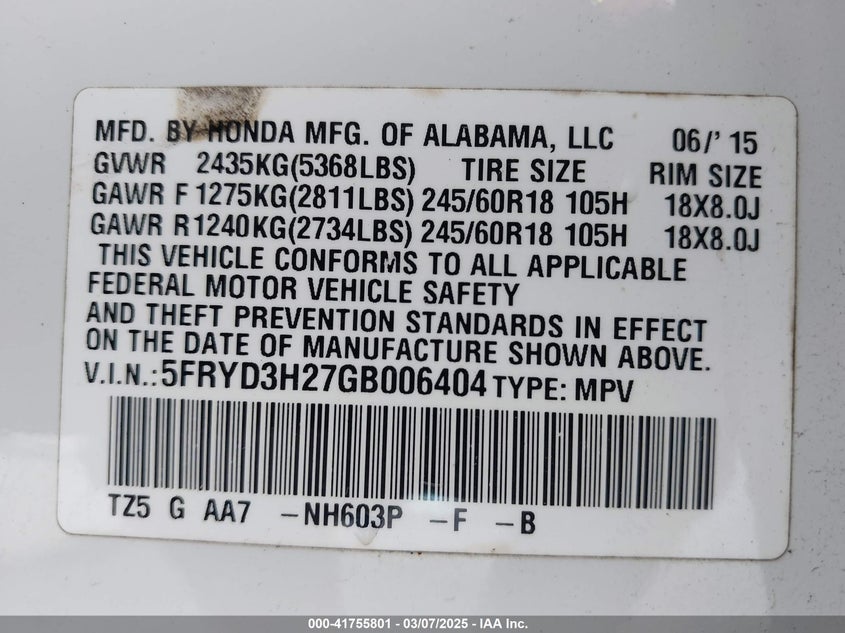 MFD. BY HONDA MFG. OF ALABAMA, LLC 06/' 15
GVWR 2435KG(5368LBS) TIRE SIZE RIM SIZE
GAWR F 1275KG(2811LBS) 245/60R18 105H 18X8.0J
GAWR R1240KG(2734LBS) 245/60R18 105H 18X8.0J
THIS VEHICLE CONFORMS TO ALL APPLICABLE
FEDERAL MOTOR VEHICLE SAFETY
AND THEFT PREVENTION STANDARDS IN EFFECT
ON THE DATE OF MANUFACTURE SHOWN ABOVE.
V.I.N.: 5FRYD3H27GB006404 TYPE: MPV
TZ5 G AA7 -NH603P -F -B
000-41755801 - 03/07/2025 - IAA Inc.